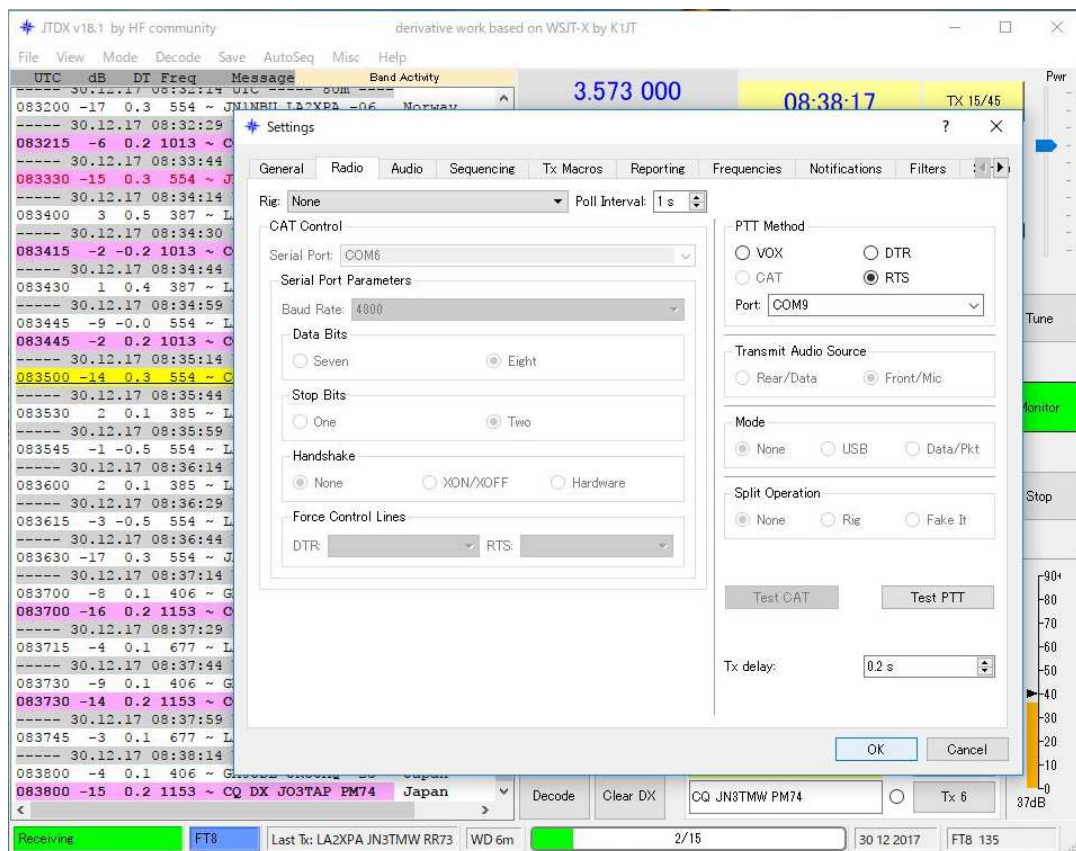 JTDX v18.1 by HF community derivative work based on WSJT-X by K1JT
File View Mode Decode Save AutoSeq Misc Help
UTC dB DT Freq Message Band Activity
3.573 000
08:38:17
TX 15/45
Pwr
----- 30.12.17 08:32:14 UTC ----- 80m ----
083200 -17 0.3 554 ~ JN1NBU LA2XPA -06 Norway
----- 30.12.17 08:32:29
083215 -6 0.2 1013 ~ C
----- 30.12.17 08:33:44
083330 -15 0.3 554 ~ J
----- 30.12.17 08:34:14
083400 3 0.5 387 ~ L
----- 30.12.17 08:34:30
083415 -2 -0.2 1013 ~ C
----- 30.12.17 08:34:44
083430 1 0.4 387 ~ L
----- 30.12.17 08:34:59
083445 -9 -0.0 554 ~ L
083445 -2 0.2 1013 ~ C
----- 30.12.17 08:35:14
083500 -14 0.3 554 ~ C
----- 30.12.17 08:35:44
083530 2 0.1 385 ~ L
----- 30.12.17 08:35:59
083545 -1 -0.5 554 ~ L
----- 30.12.17 08:36:14
083600 2 0.1 385 ~ L
----- 30.12.17 08:36:29
083615 -3 -0.5 554 ~ L
----- 30.12.17 08:36:44
083630 -17 0.3 554 ~ J
----- 30.12.17 08:37:14
083700 -8 0.1 406 ~ G
083700 -16 0.2 1153 ~ C
----- 30.12.17 08:37:29
083715 -4 0.1 677 ~ L
----- 30.12.17 08:37:44
083730 -9 0.1 406 ~ G
083730 -14 0.2 1153 ~ C
----- 30.12.17 08:37:59
083745 -3 0.1 677 ~ L
----- 30.12.17 08:38:14
083800 -4 0.1 406 ~
083800 -15 0.2 1153 ~ CQ DX JO3TAP PM74 Japan
Settings ?
General Radio Audio Sequencing Tx Macros Reporting Frequencies Notifications Filters
Rig: None Poll Interval: 1 s
CAT Control
Serial Port: COM6
Serial Port Parameters
Baud Rate: 4800
Data Bits
Seven Eight
Stop Bits
One Two
Handshake
None XON/XOFF Hardware
Force Control Lines
DTR: RTS:
PTT Method
VOX DTR
CAT RTS
Port: COM9
Transmit Audio Source
Rear/Data Front/Mic
Mode
None USB Data/Pkt
Split Operation
None Rig Fake It
Test CAT Test PTT
Tx delay: 0.2 s
OK Cancel
Tune
Monitor
Stop
90
80
70
60
50
40
30
20
10
0
37dB
Decode Clear DX CQ JN3TMW PM74 Tx 6
Receiving FT8 Last Tx: LA2XPA JN3TMW RR73 WD 6m 2/15 30 12 2017 FT8 135